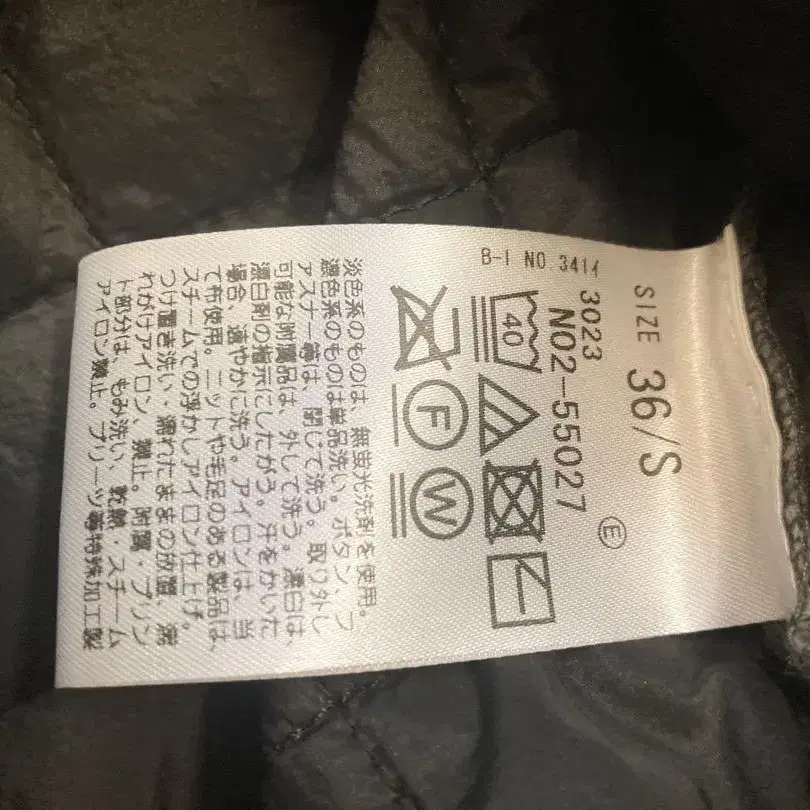 SIZE 36/S
3023
N02-55027
B-I NO.3414
E
40
F
W
淡色系のものは、無蛍光洗剤を使用。
濃色系のものは単品洗い。ボタン、フ
ァスナー等は、閉じて洗う。取り外し
可能な附属品は、外して洗う。漂白は、
漂白剤の指示にしたがう。汗をかいた
場合、速やかに洗う。アイロンは、当
て布使用。ニットや毛足のある製品は、
スチームでの浮かしアイロン仕上げ。
つけ置き洗い・濡れたままの放置、濡
れがけアイロン、禁止。附属・プリン
ト部分は、もみ洗い、乾燥・スチーム
アイロン禁止。プリーツ等特殊加工製